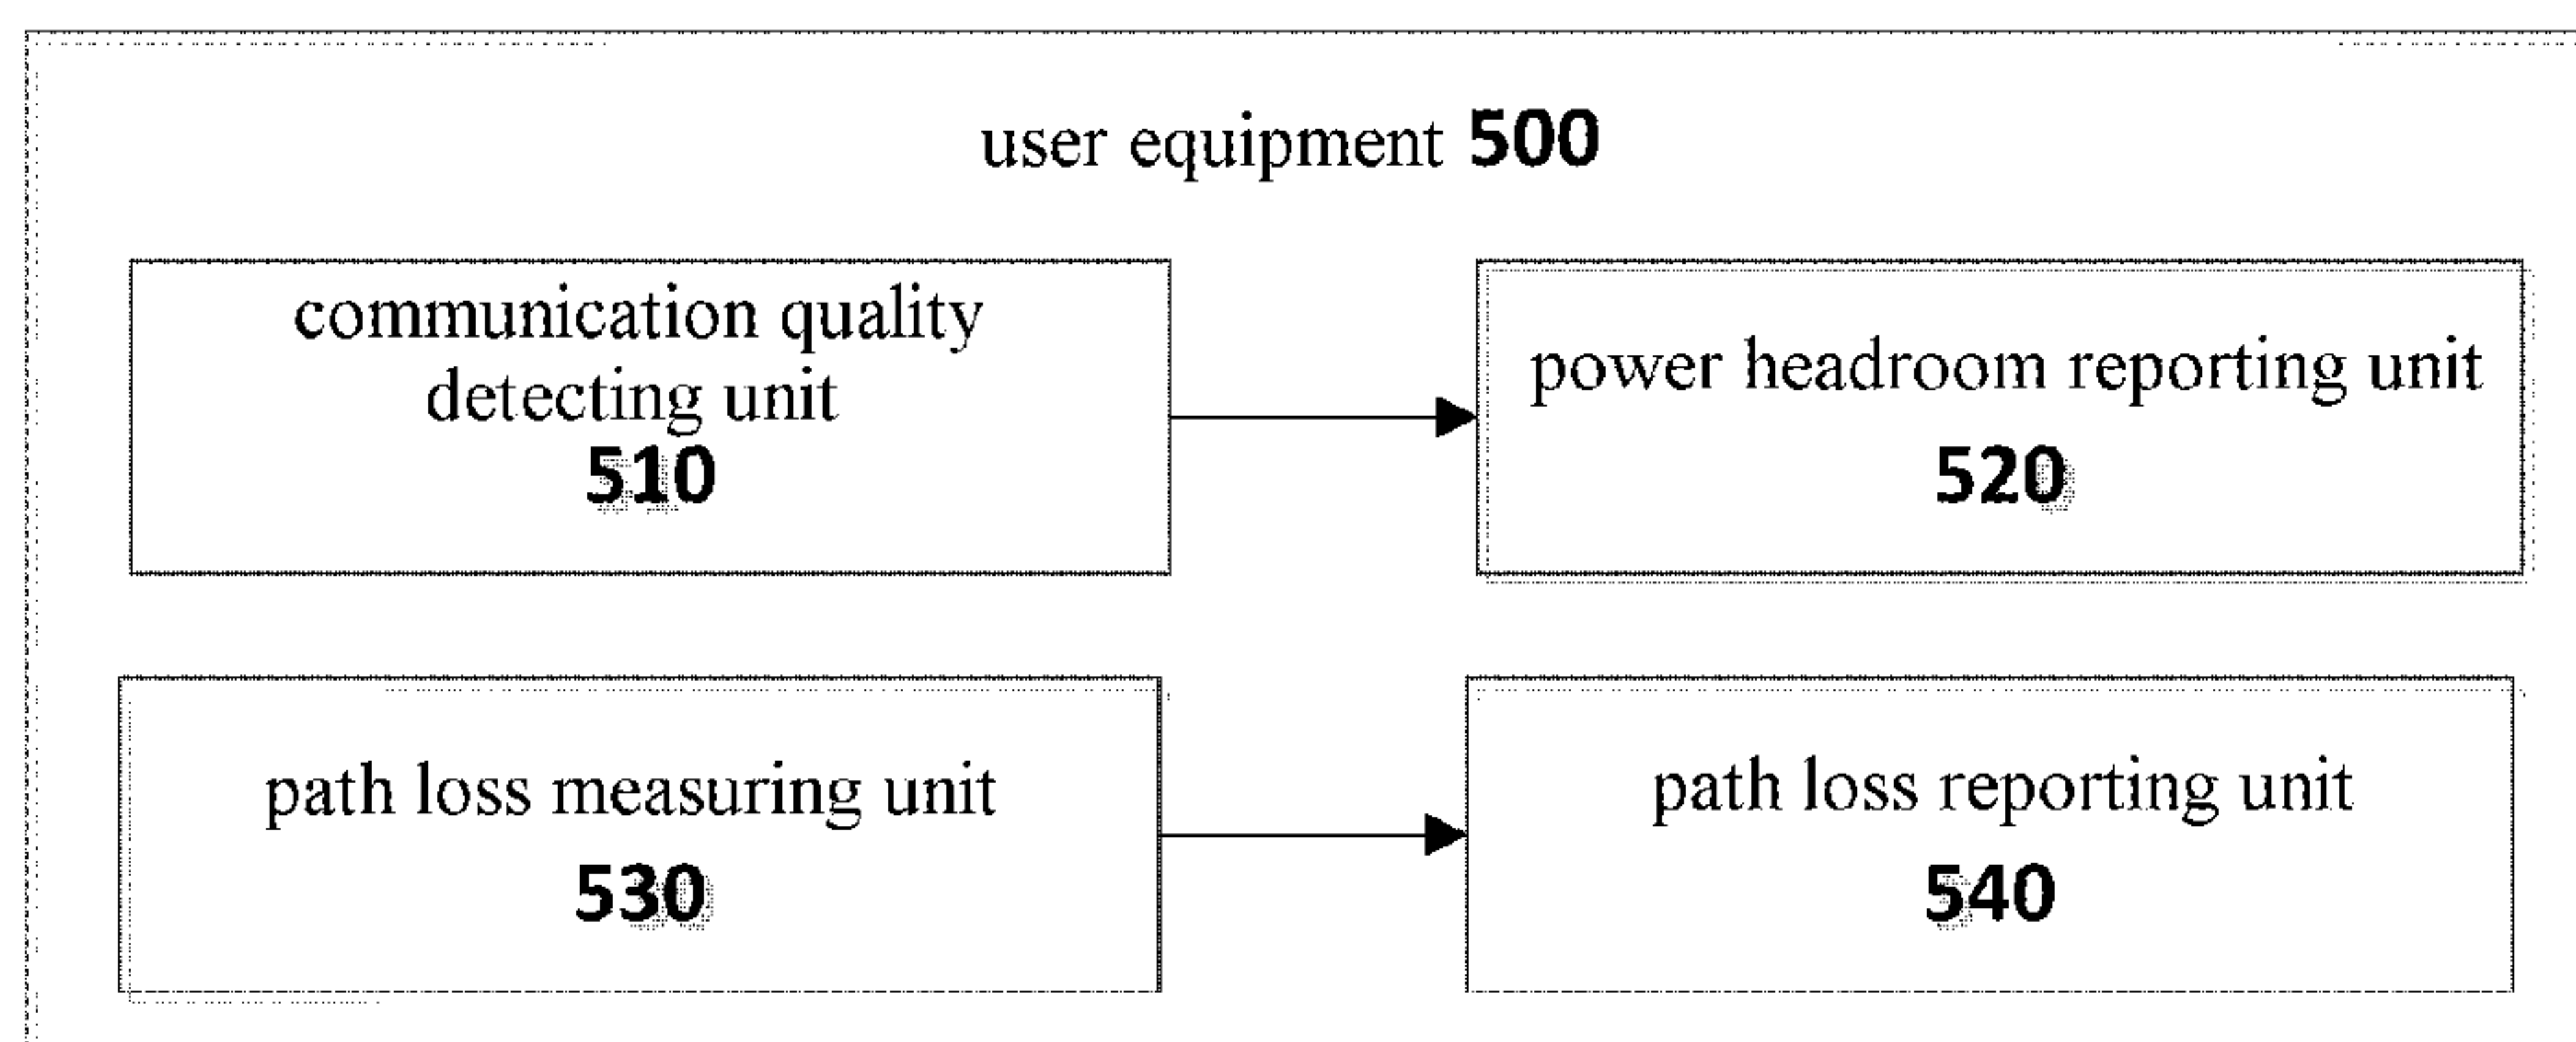 user equipment 500
communication quality
detecting unit
510
power headroom reporting unit
520
path loss measuring unit
530
path loss reporting unit
540